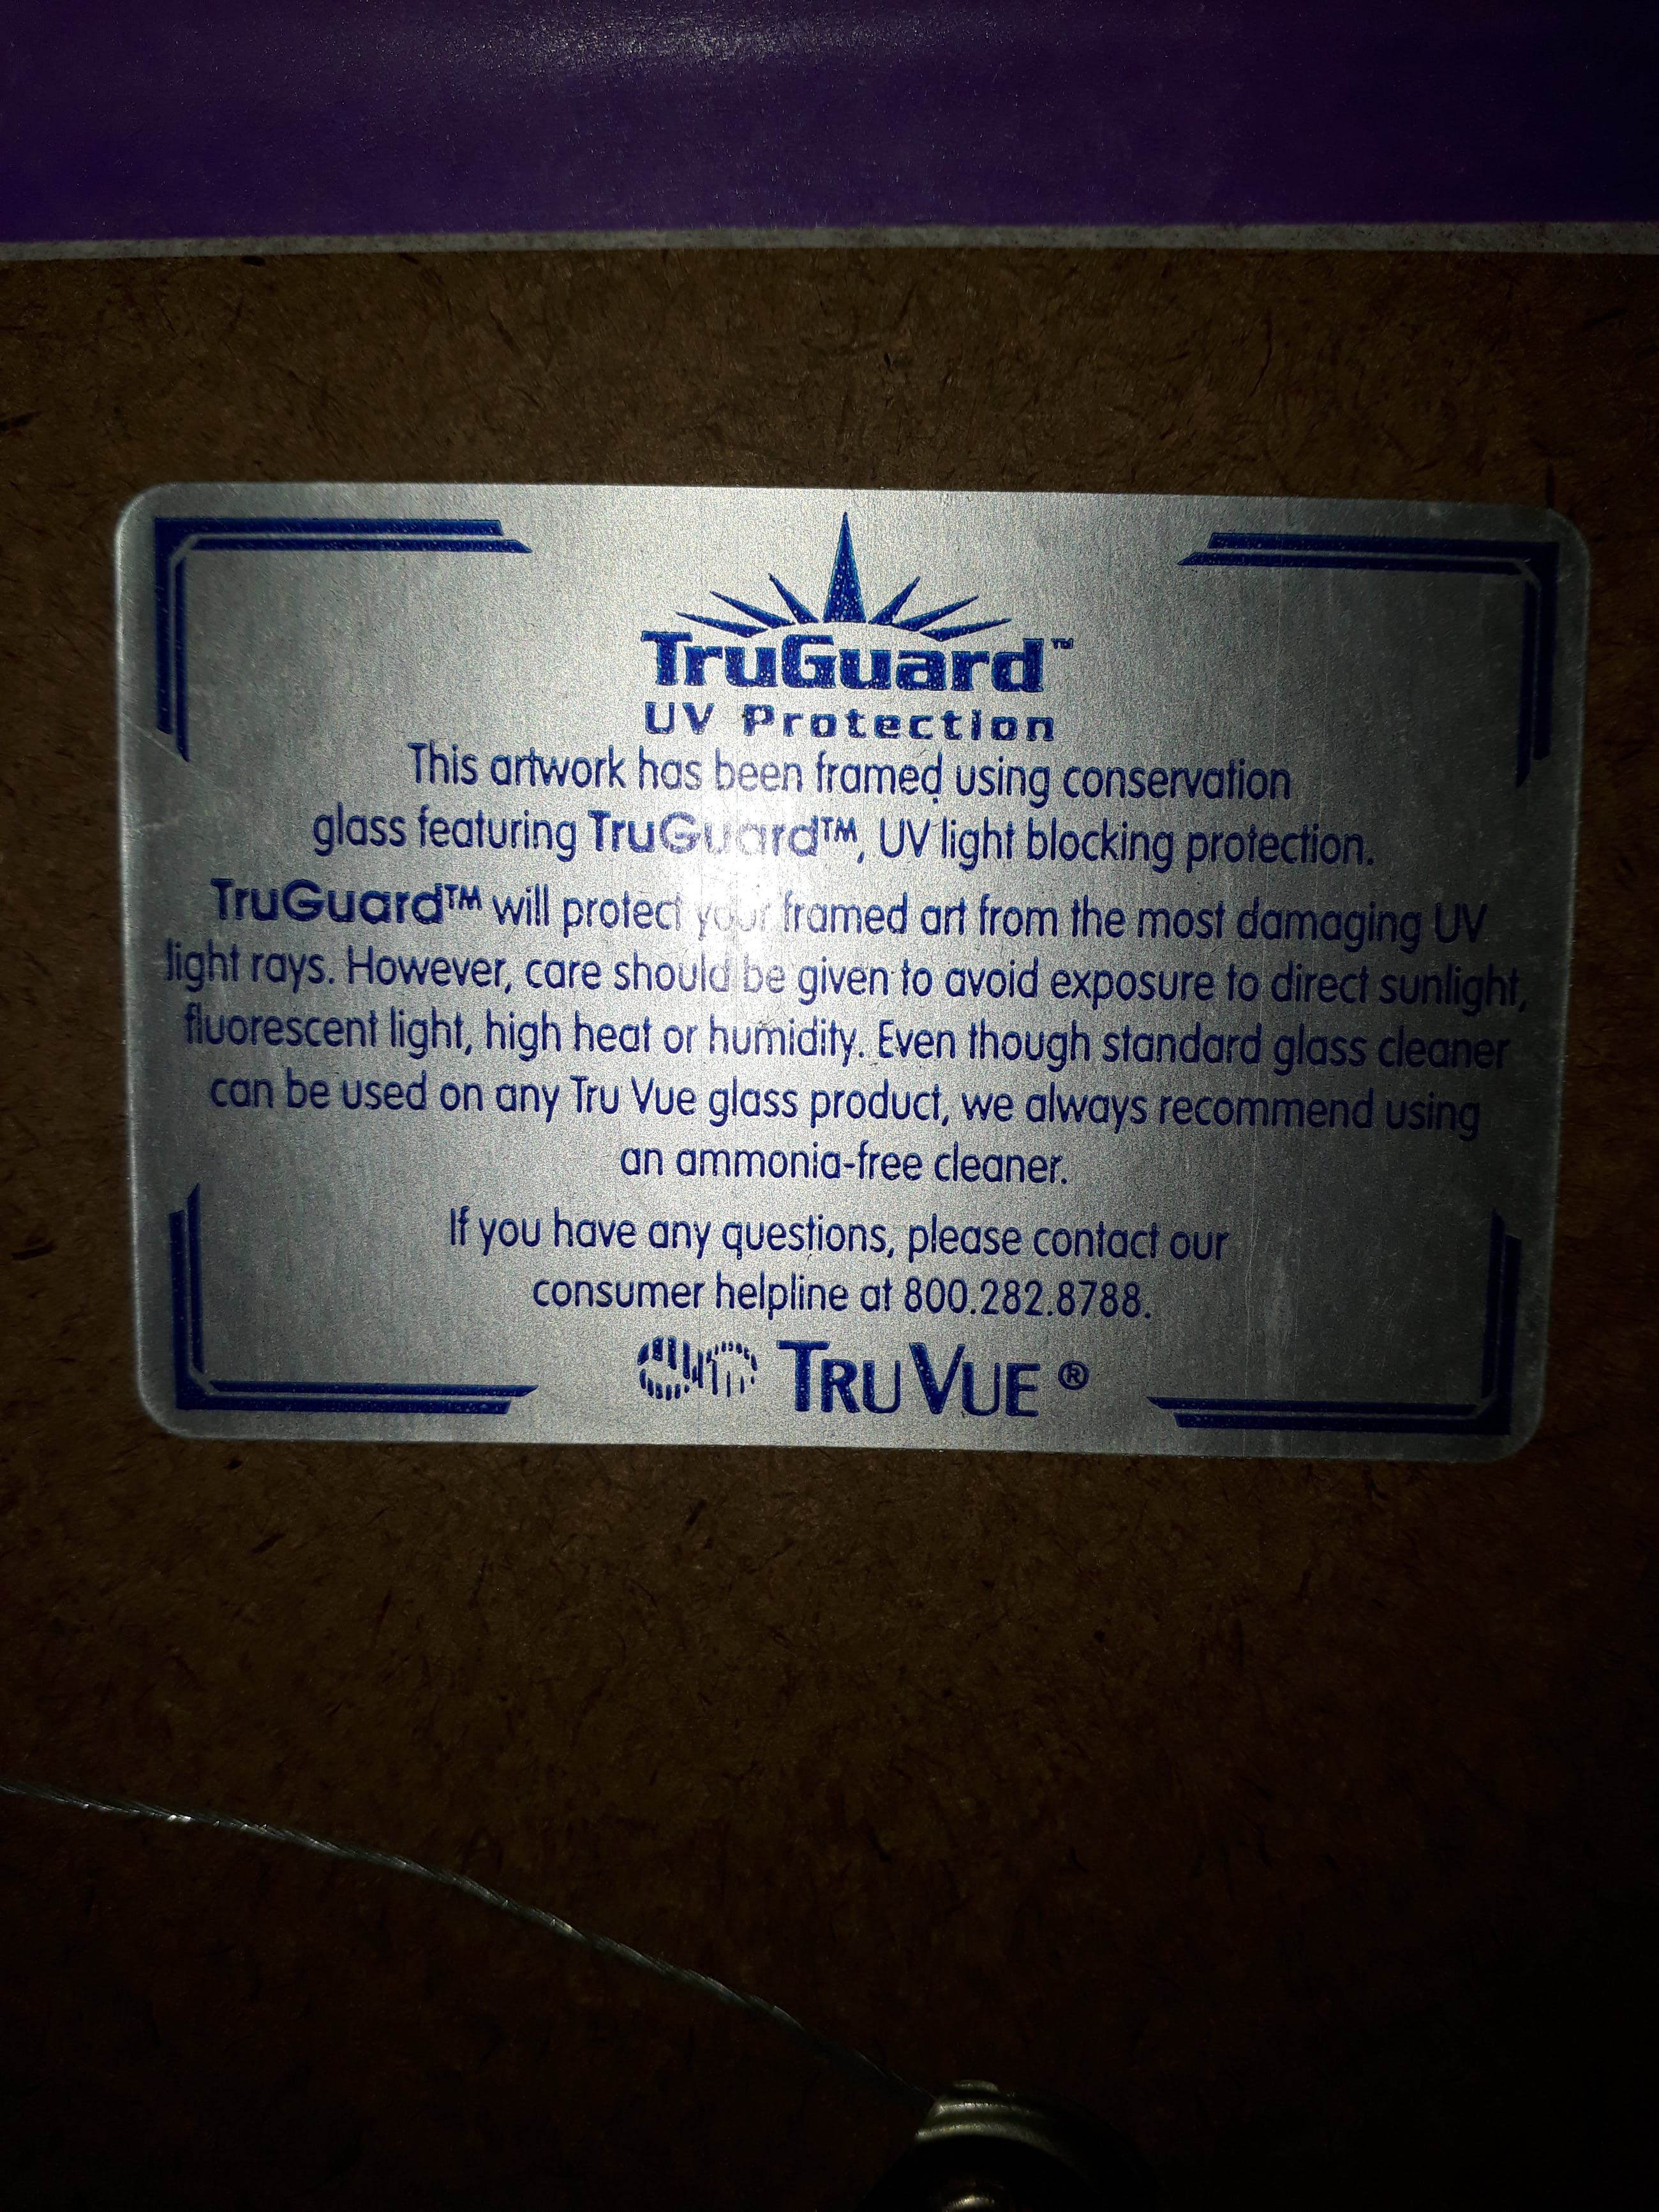 TruGuard™
UV Protection
This artwork has been framed using conservation
glass featuring TruGuard™, UV light blocking protection.
TruGuard™ will protect your framed art from the most damaging UV
light rays. However, care should be given to avoid exposure to direct sunlight,
fluorescent light, high heat or humidity. Even though standard glass cleaner
can be used on any Tru Vue glass product, we always recommend using
an ammonia-free cleaner.
If you have any questions, please contact our
consumer helpline at 800.282.8788.
TRU VUE®